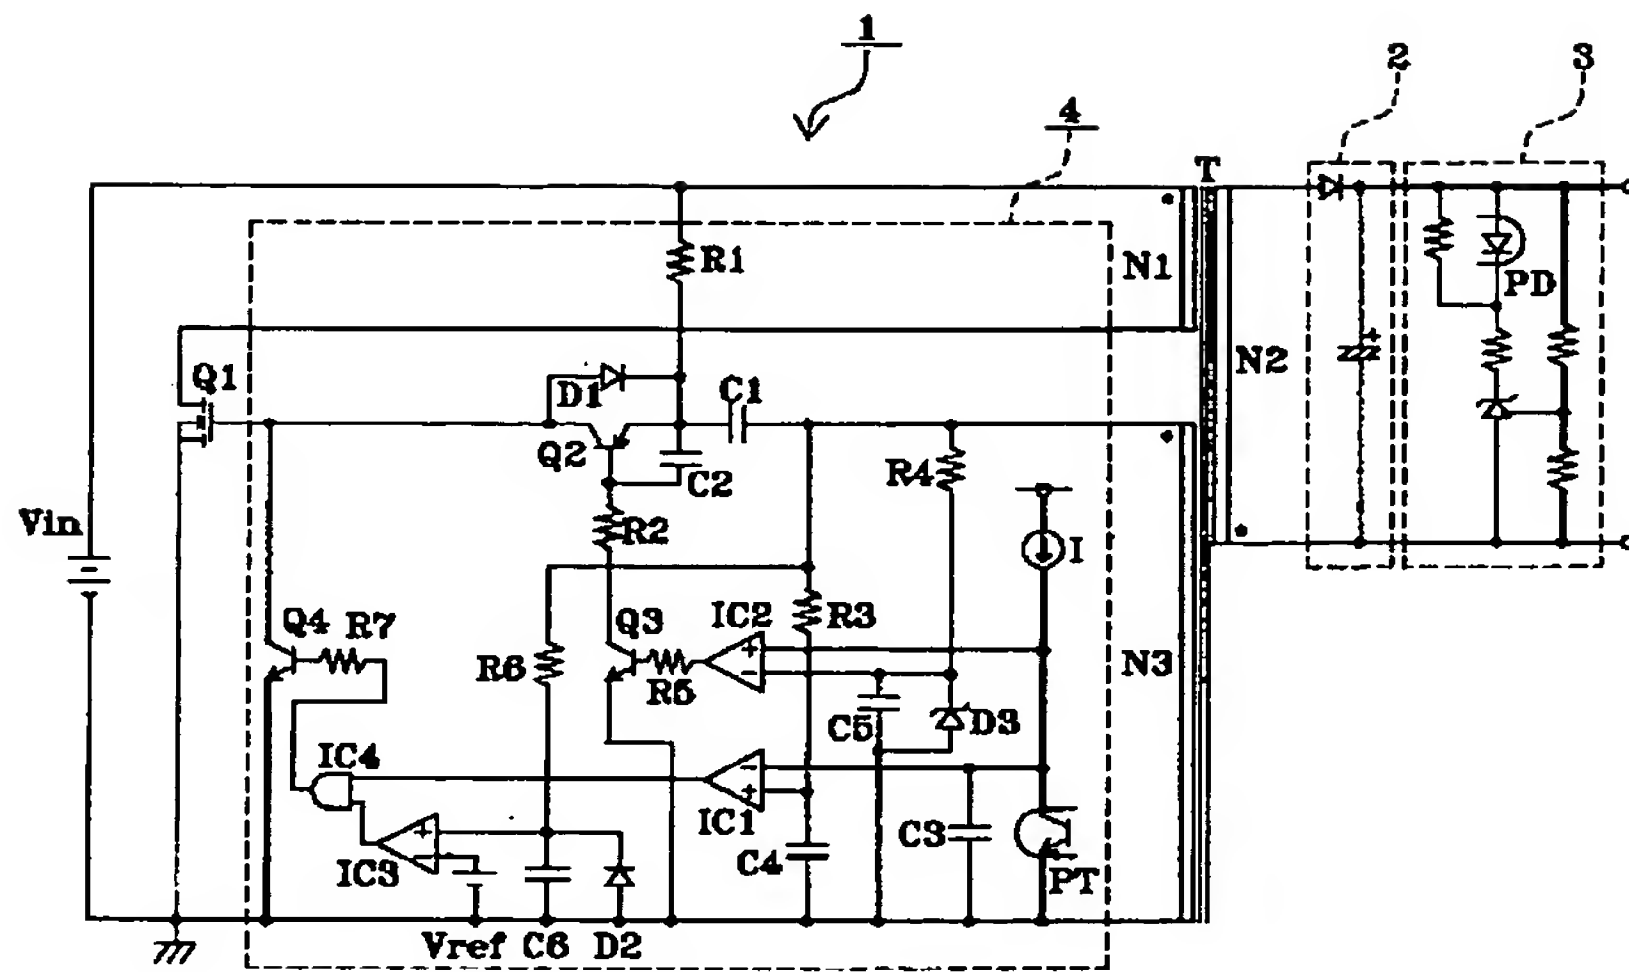 1
2
3
4
T
R1
N1
PD
Q1
D1
C1
N2
Q2
C2
R4
Vin
R2
I
Q4
R7
Q3
IC2
R3
R6
R5
N3
C5
D3
IC4
IC1
C3
IC3
C4
PT
Vref
C6
D2